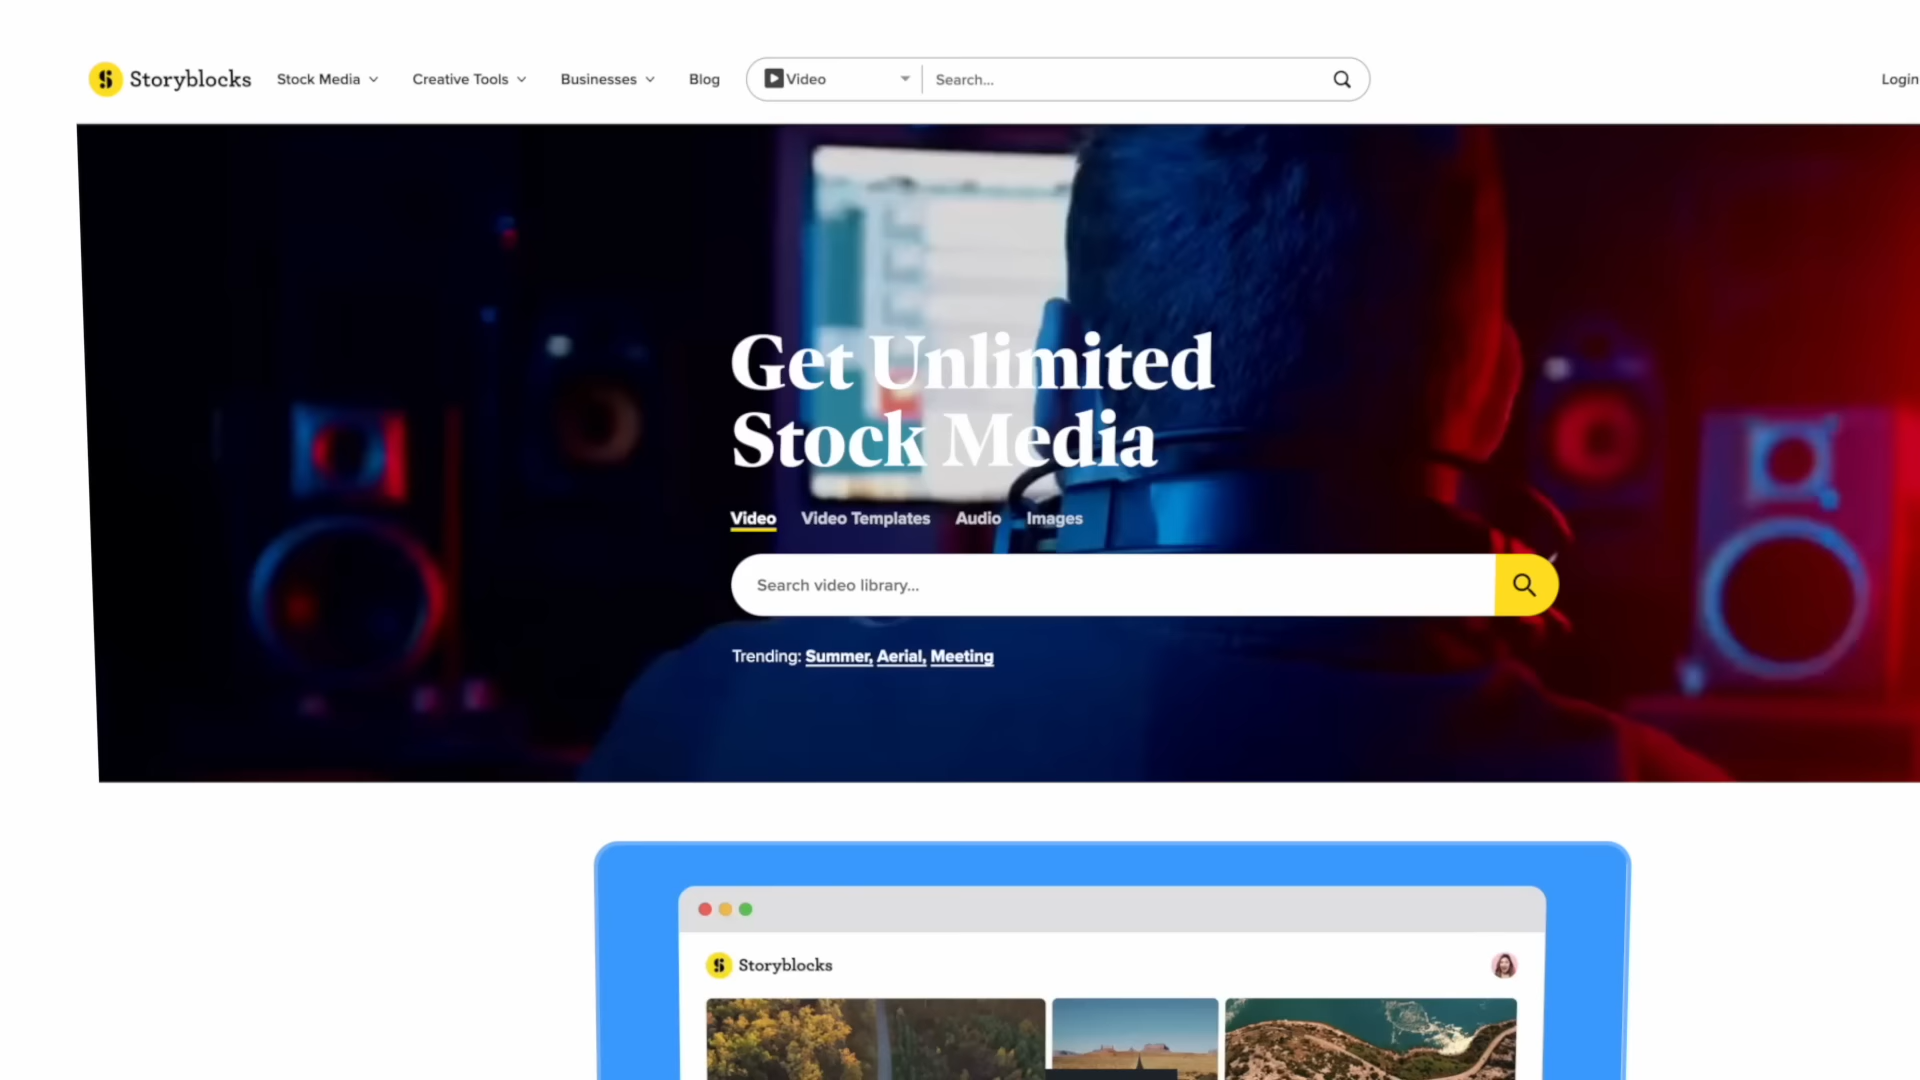 Storyblocks Stock Media Creative Tools Businesses Blog Video Search... Login
Get Unlimited
Stock Media
Video Video Templates Audio Images
Search video library...
Trending: Summer, Aerial, Meeting
Storyblocks